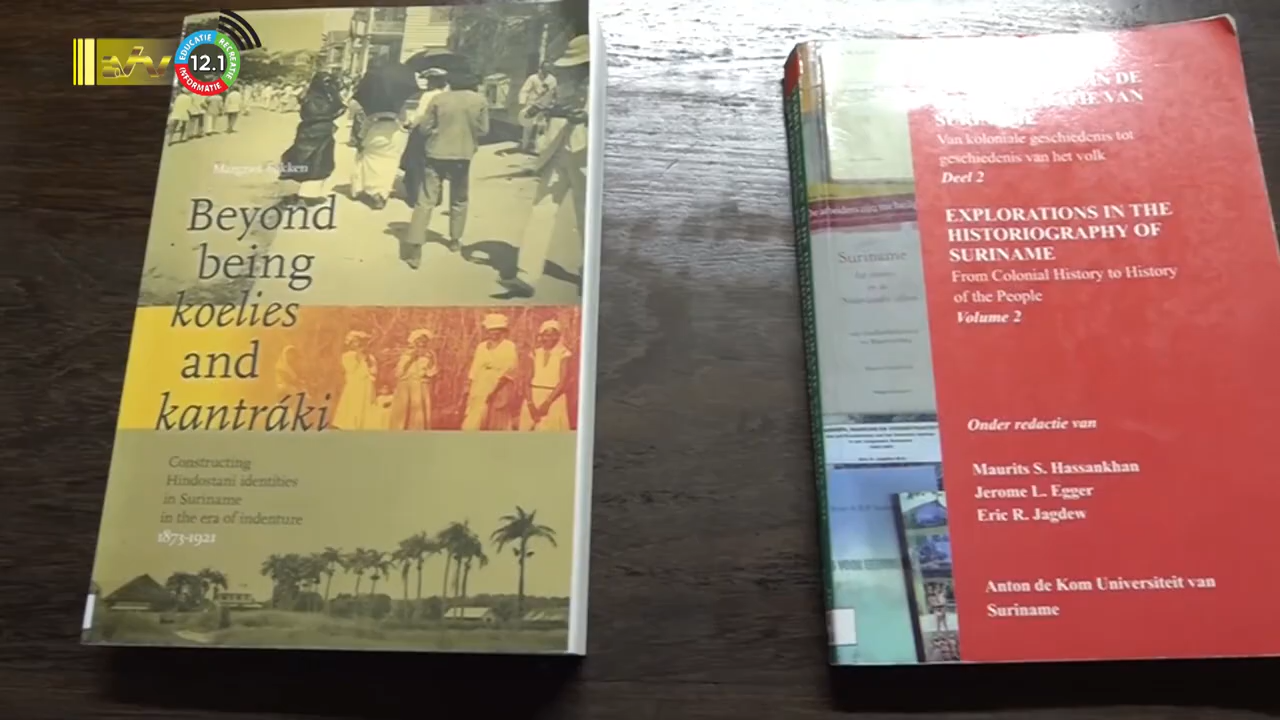 EDUCATIE
RECREATIE
INFORMATIE
12.1
Beyond
being
koelies
and
kantráki
Constructing
Hindostani identities
in Suriname
in the era of indenture
1873-1921
IN DE
VAN
Van koloniale geschiedenis tot
geschiedenis van het volk
Deel 2
EXPLORATIONS IN THE
HISTORIOGRAPHY OF
SURINAME
From Colonial History to History
of the People
Volume 2
Onder redactie van
Maurits S. Hassankhan
Jerome L. Egger
Eric R. Jagdew
Anton de Kom Universiteit van
Suriname
Suriname